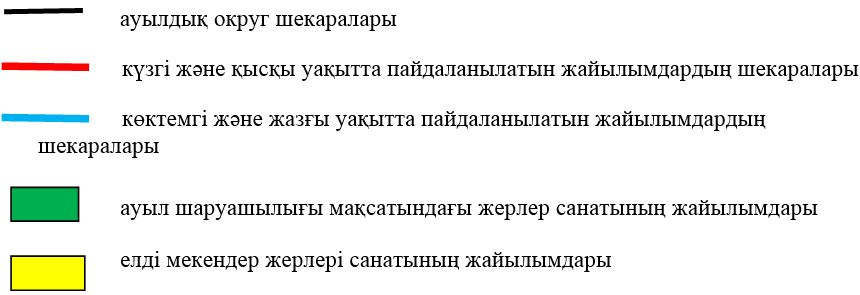 ауылдық округ шекаралары
күзгі және қысқы уақытта пайдаланылатын жайылымдардың шекаралары
көктемгі және жазғы уақытта пайдаланылатын жайылымдардың
шекаралары
ауыл шаруашылығы мақсатындағы жерлер санатының жайылымдары
елді мекендер жерлері санатының жайылымдары